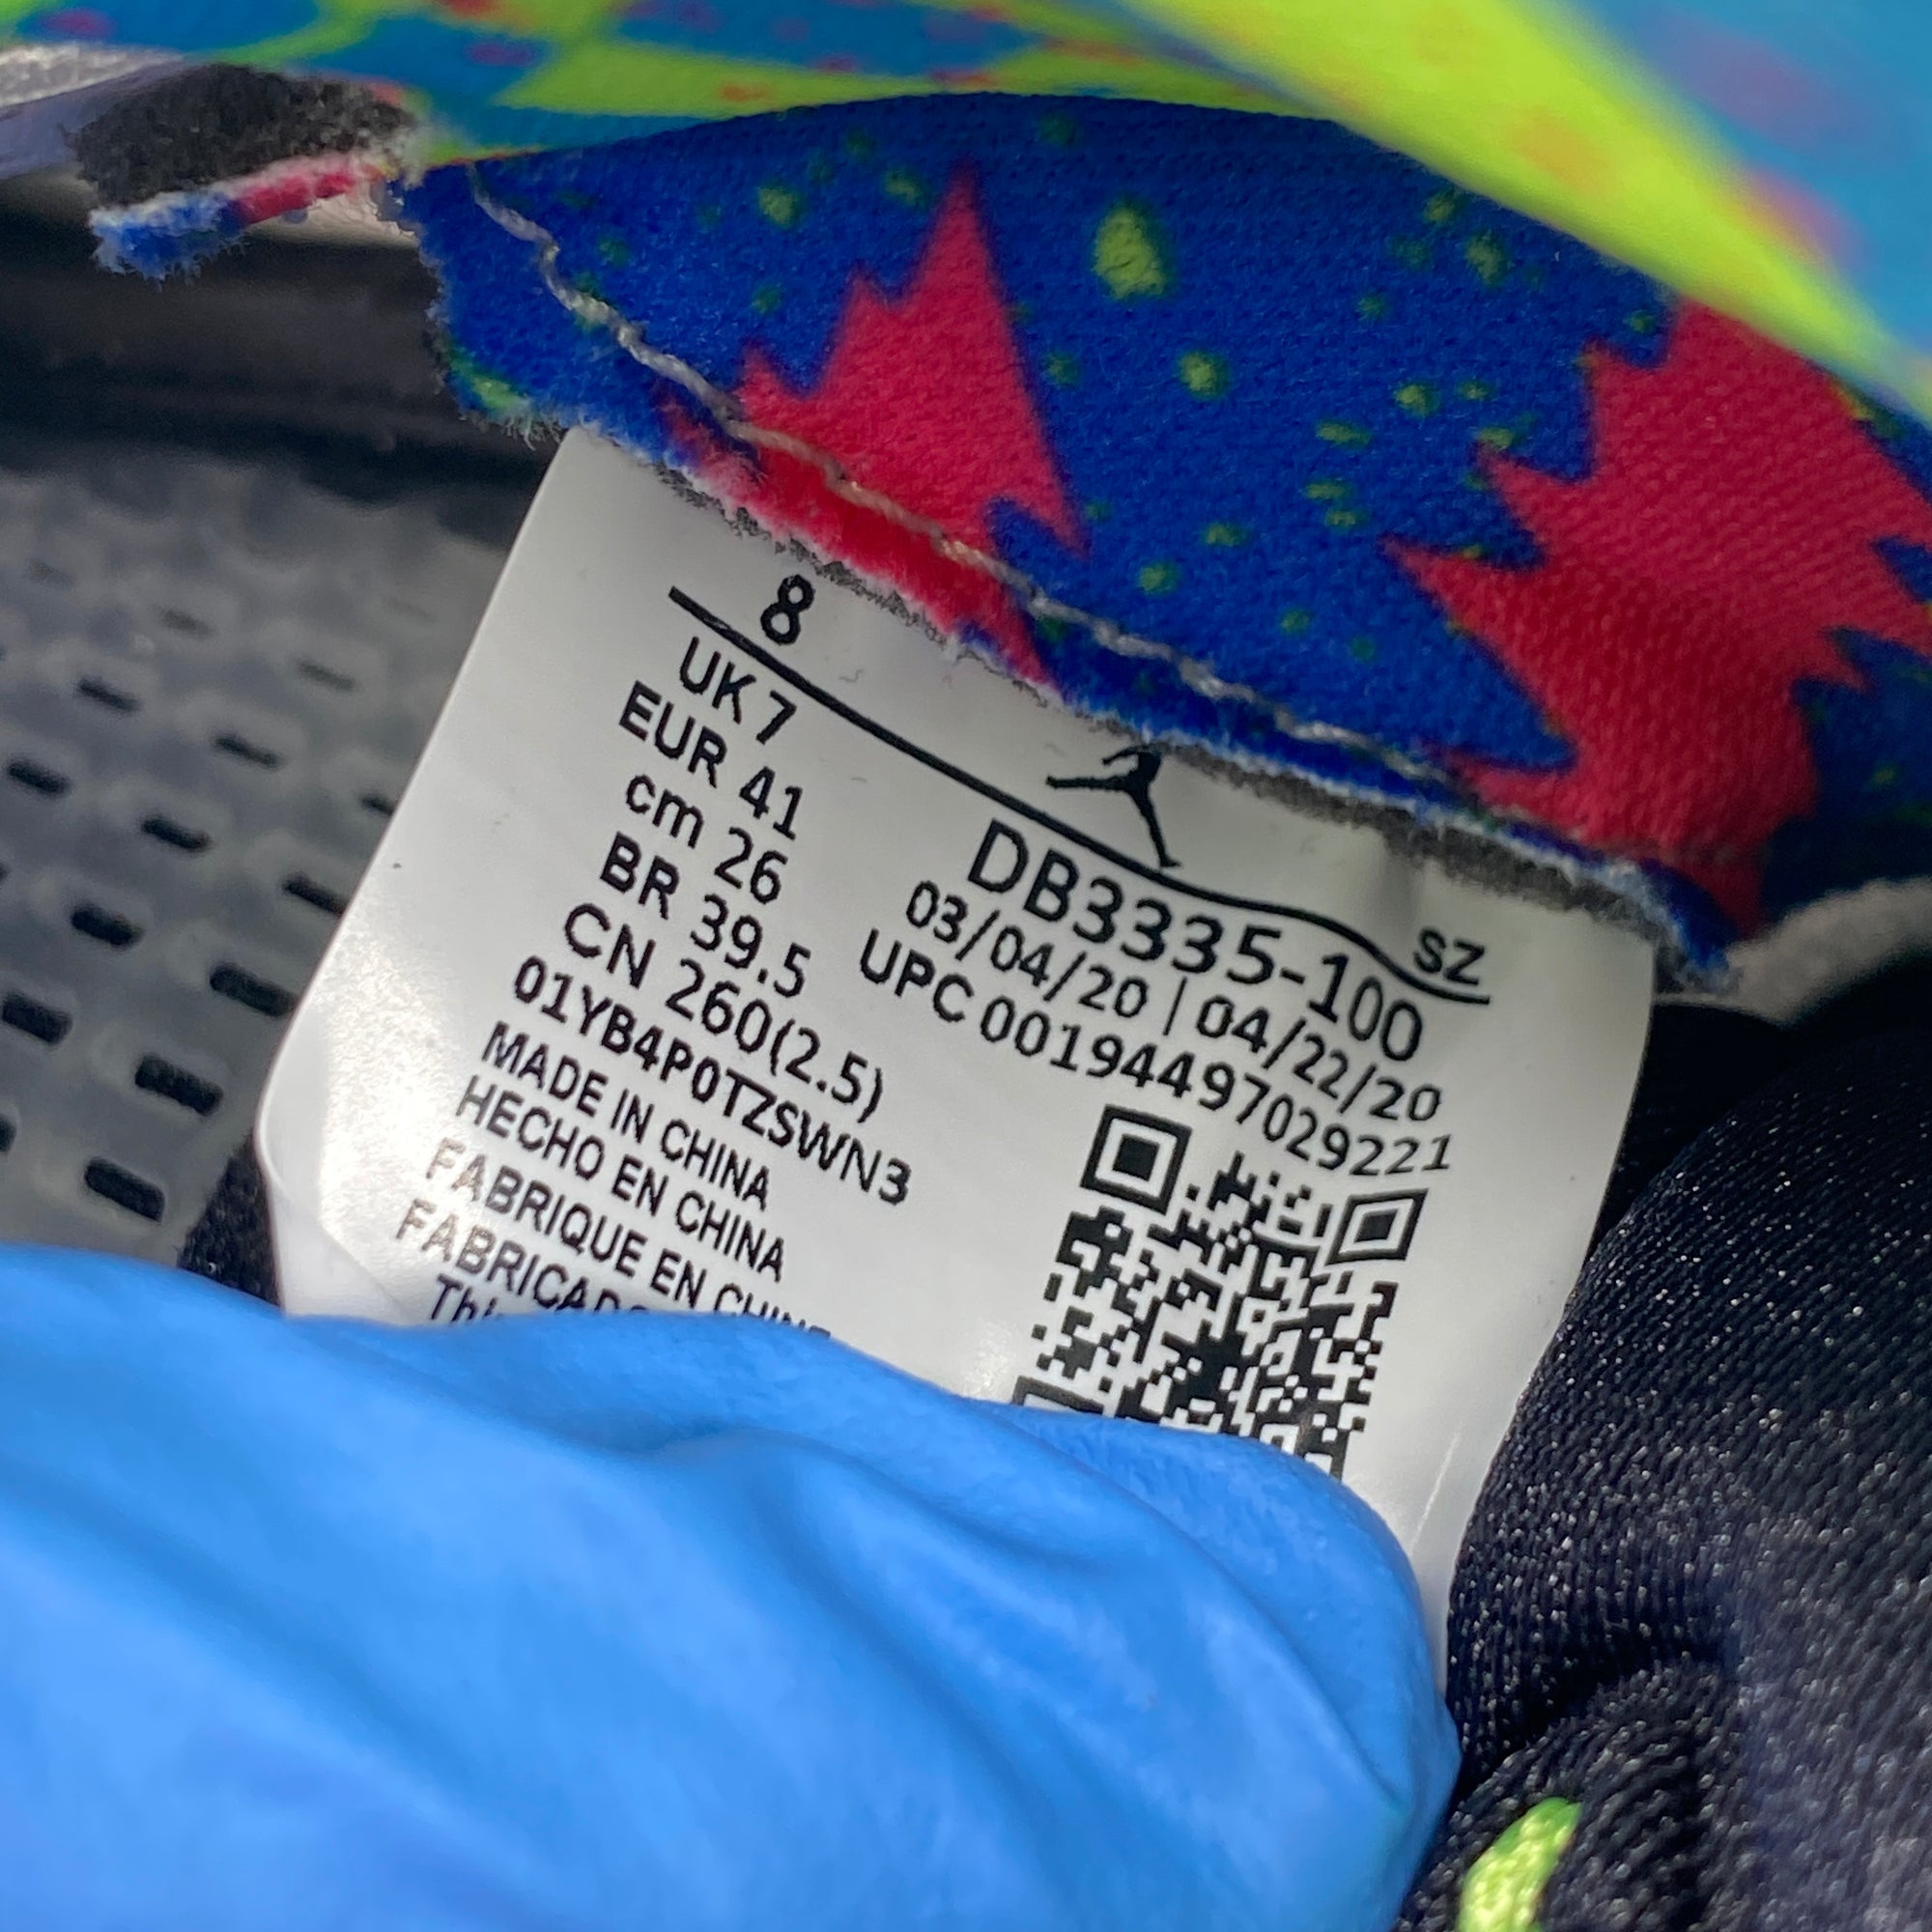 8
UK 7
EUR 41
cm 26
BR 39.5
CN 260(2.5)
01YB4P0TZSWN3
MADE IN CHINA
HECHO EN CHINA
FABRIQUE EN CHINE
SZ
DB3335-100
03/04/20 | 04/22/20
UPC 00194497029221